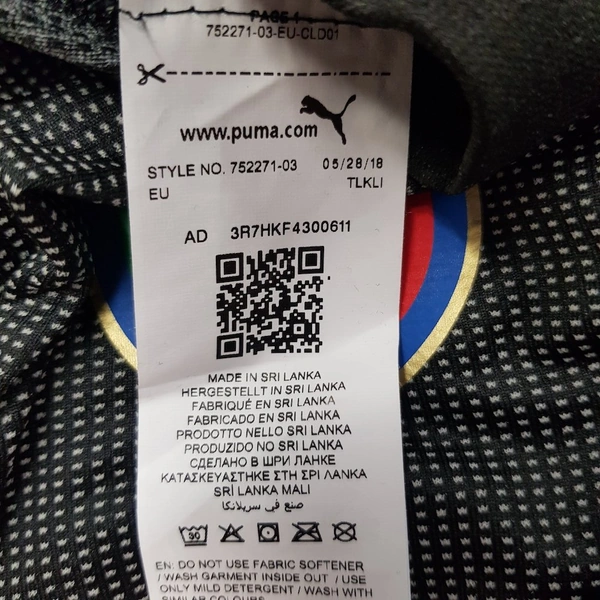 PAGE 1
752271-03-EU-CLD01
www.puma.com
STYLE NO. 752271-03 05/28/18
EU TLKLI
AD 3R7HKF4300611
MADE IN SRI LANKA
HERGESTELLT IN SRI LANKA
FABRIQUÉ EN SRI LANKA
FABRICADO EN SRI LANKA
PRODOTTO NELLO SRI LANKA
PRODUZIDO NO SRI LANKA
СДЕЛАНО В ШРИ ЛАНКЕ
ΚΑΤΑΣΚΕΥΑΣΤΗΚΕ ΣΤΗ ΣΡΙ ΛΑΝΚΑ
SRİ LANKA MALI
صنع في سريلانكا
30
EN: DO NOT USE FABRIC SOFTENER
/ WASH GARMENT INSIDE OUT / USE
ONLY MILD DETERGENT / WASH WITH
SIMILAR COLOURS